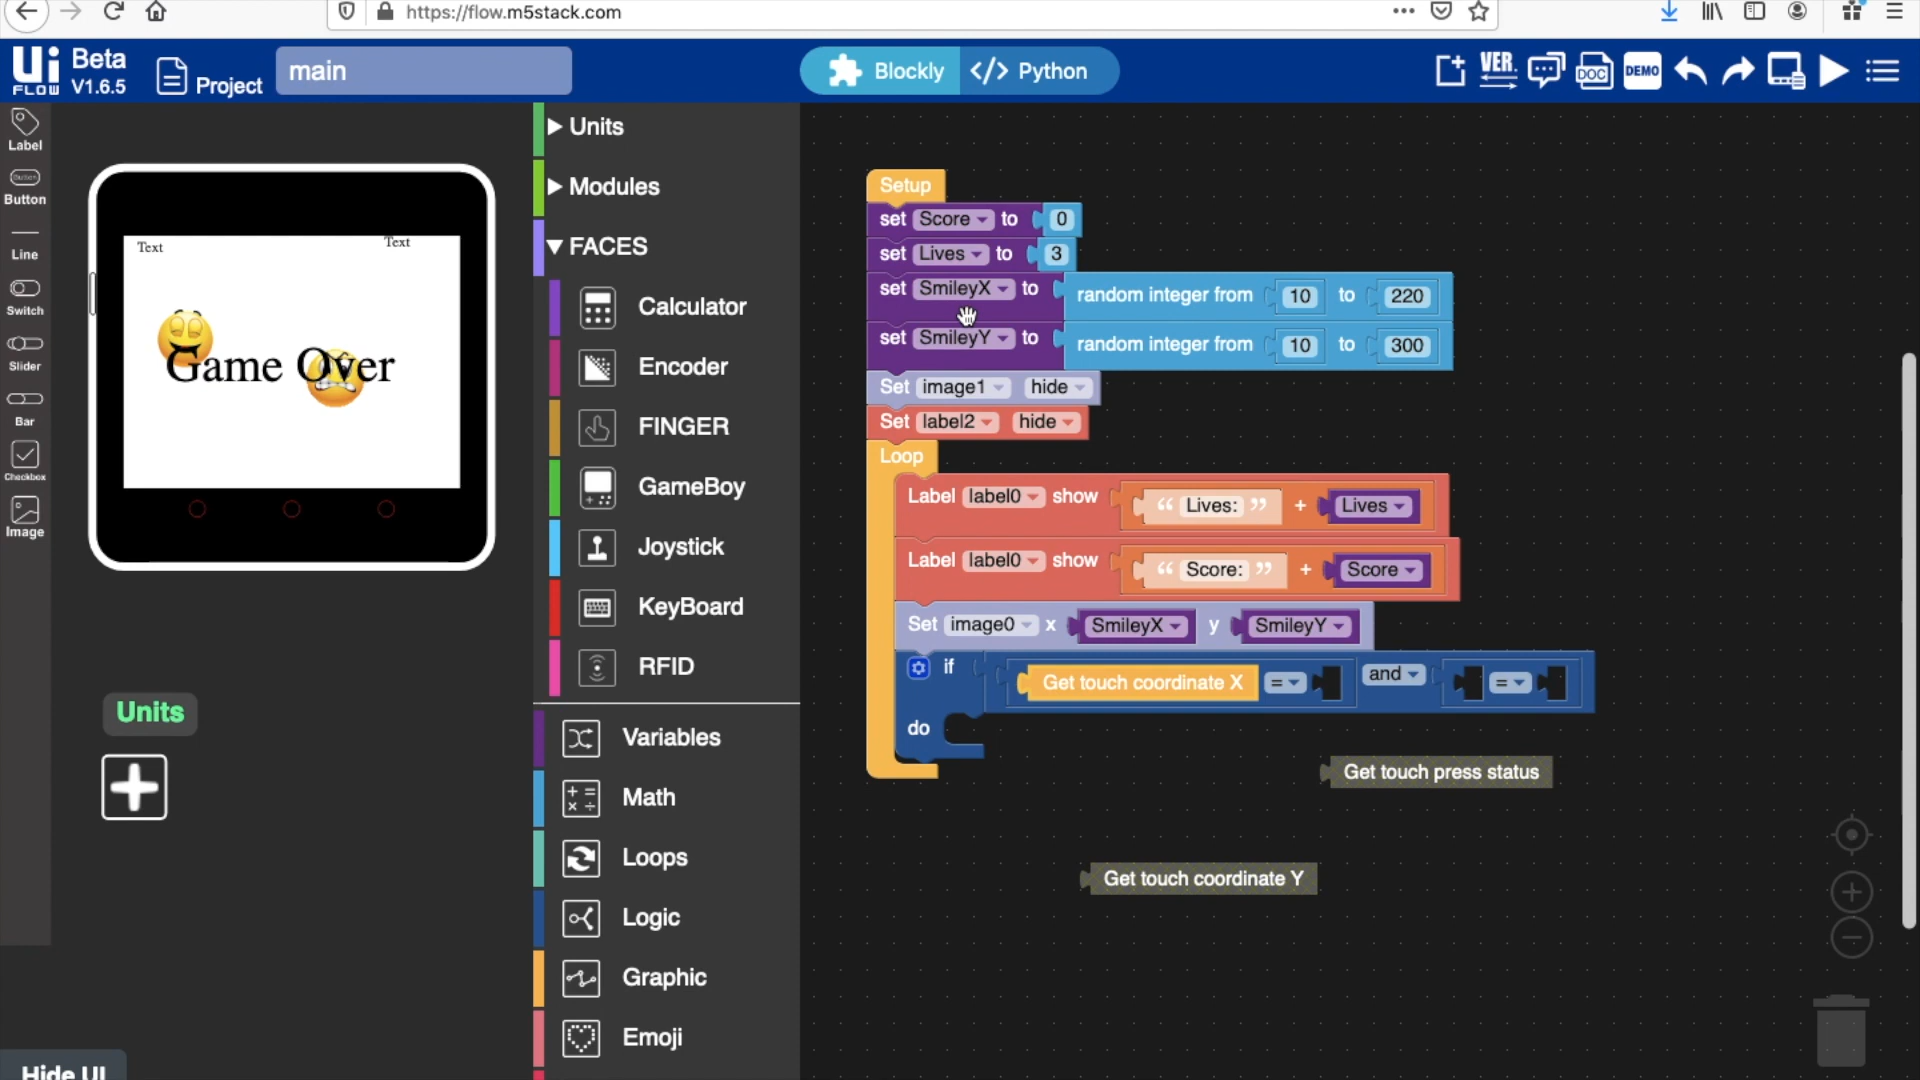 https://flow.m5stack.com
Ui FLOW Beta V1.6.5
Project
main
Blockly
</> Python
VER.
DOC
DEMO
Label
Button
Line
Switch
Slider
Bar
Checkbox
Image
Text
Text
Game Over
Units
Hide UI
Units
Modules
FACES
Calculator
Encoder
FINGER
GameBoy
Joystick
KeyBoard
RFID
Variables
Math
Loops
Logic
Graphic
Emoji
Setup
set Score to 0
set Lives to 3
set SmileyX to random integer from 10 to 220
set SmileyY to random integer from 10 to 300
Set image1 hide
Set label2 hide
Loop
Label label0 show “ Lives: ” + Lives
Label label0 show “ Score: ” + Score
Set image0 x SmileyX y SmileyY
if Get touch coordinate X = and =
do
Get touch press status
Get touch coordinate Y